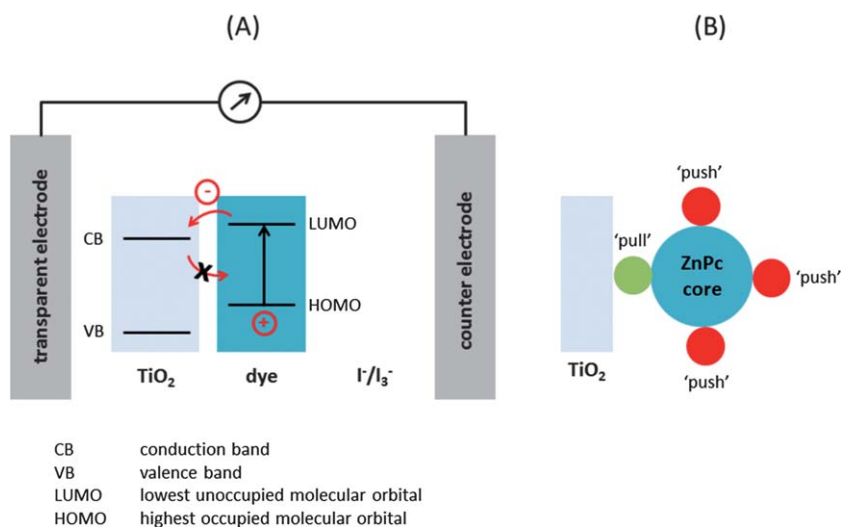 (A)
(B)
transparent electrode
counter electrode
-
CB
LUMO
x
HOMO
+
VB
TiO₂
dye
I⁻/I₃⁻
'push'
'pull'
ZnPc
core
'push'
'push'
TiO₂
CB conduction band
VB valence band
LUMO lowest unoccupied molecular orbital
HOMO highest occupied molecular orbital